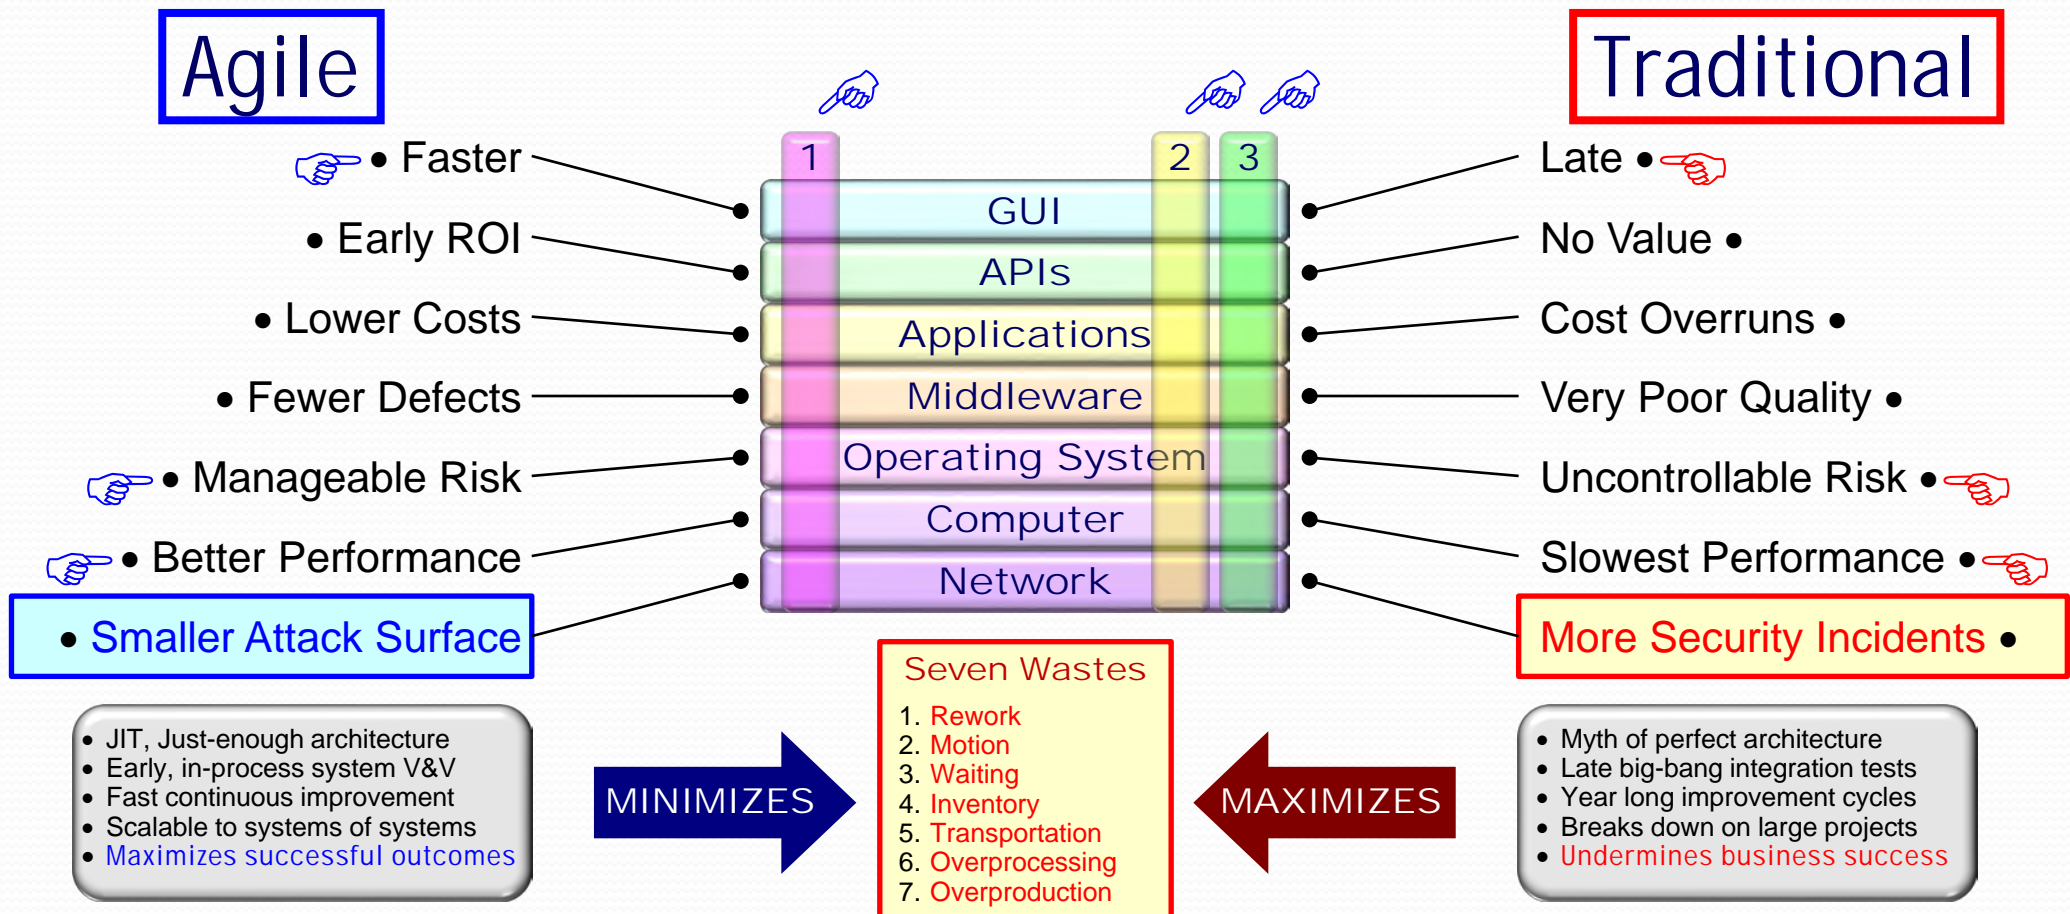 Agile
Traditional
• Faster
• Early ROI
• Lower Costs
• Fewer Defects
• Manageable Risk
• Better Performance
• Smaller Attack Surface
1
2
3
GUI
APIs
Applications
Middleware
Operating System
Computer
Network
Late •
No Value •
Cost Overruns •
Very Poor Quality •
Uncontrollable Risk •
Slowest Performance •
More Security Incidents •
• JIT, Just-enough architecture
• Early, in-process system V&V
• Fast continuous improvement
• Scalable to systems of systems
• Maximizes successful outcomes
MINIMIZES
Seven Wastes
1. Rework
2. Motion
3. Waiting
4. Inventory
5. Transportation
6. Overprocessing
7. Overproduction
MAXIMIZES
• Myth of perfect architecture
• Late big-bang integration tests
• Year long improvement cycles
• Breaks down on large projects
• Undermines business success